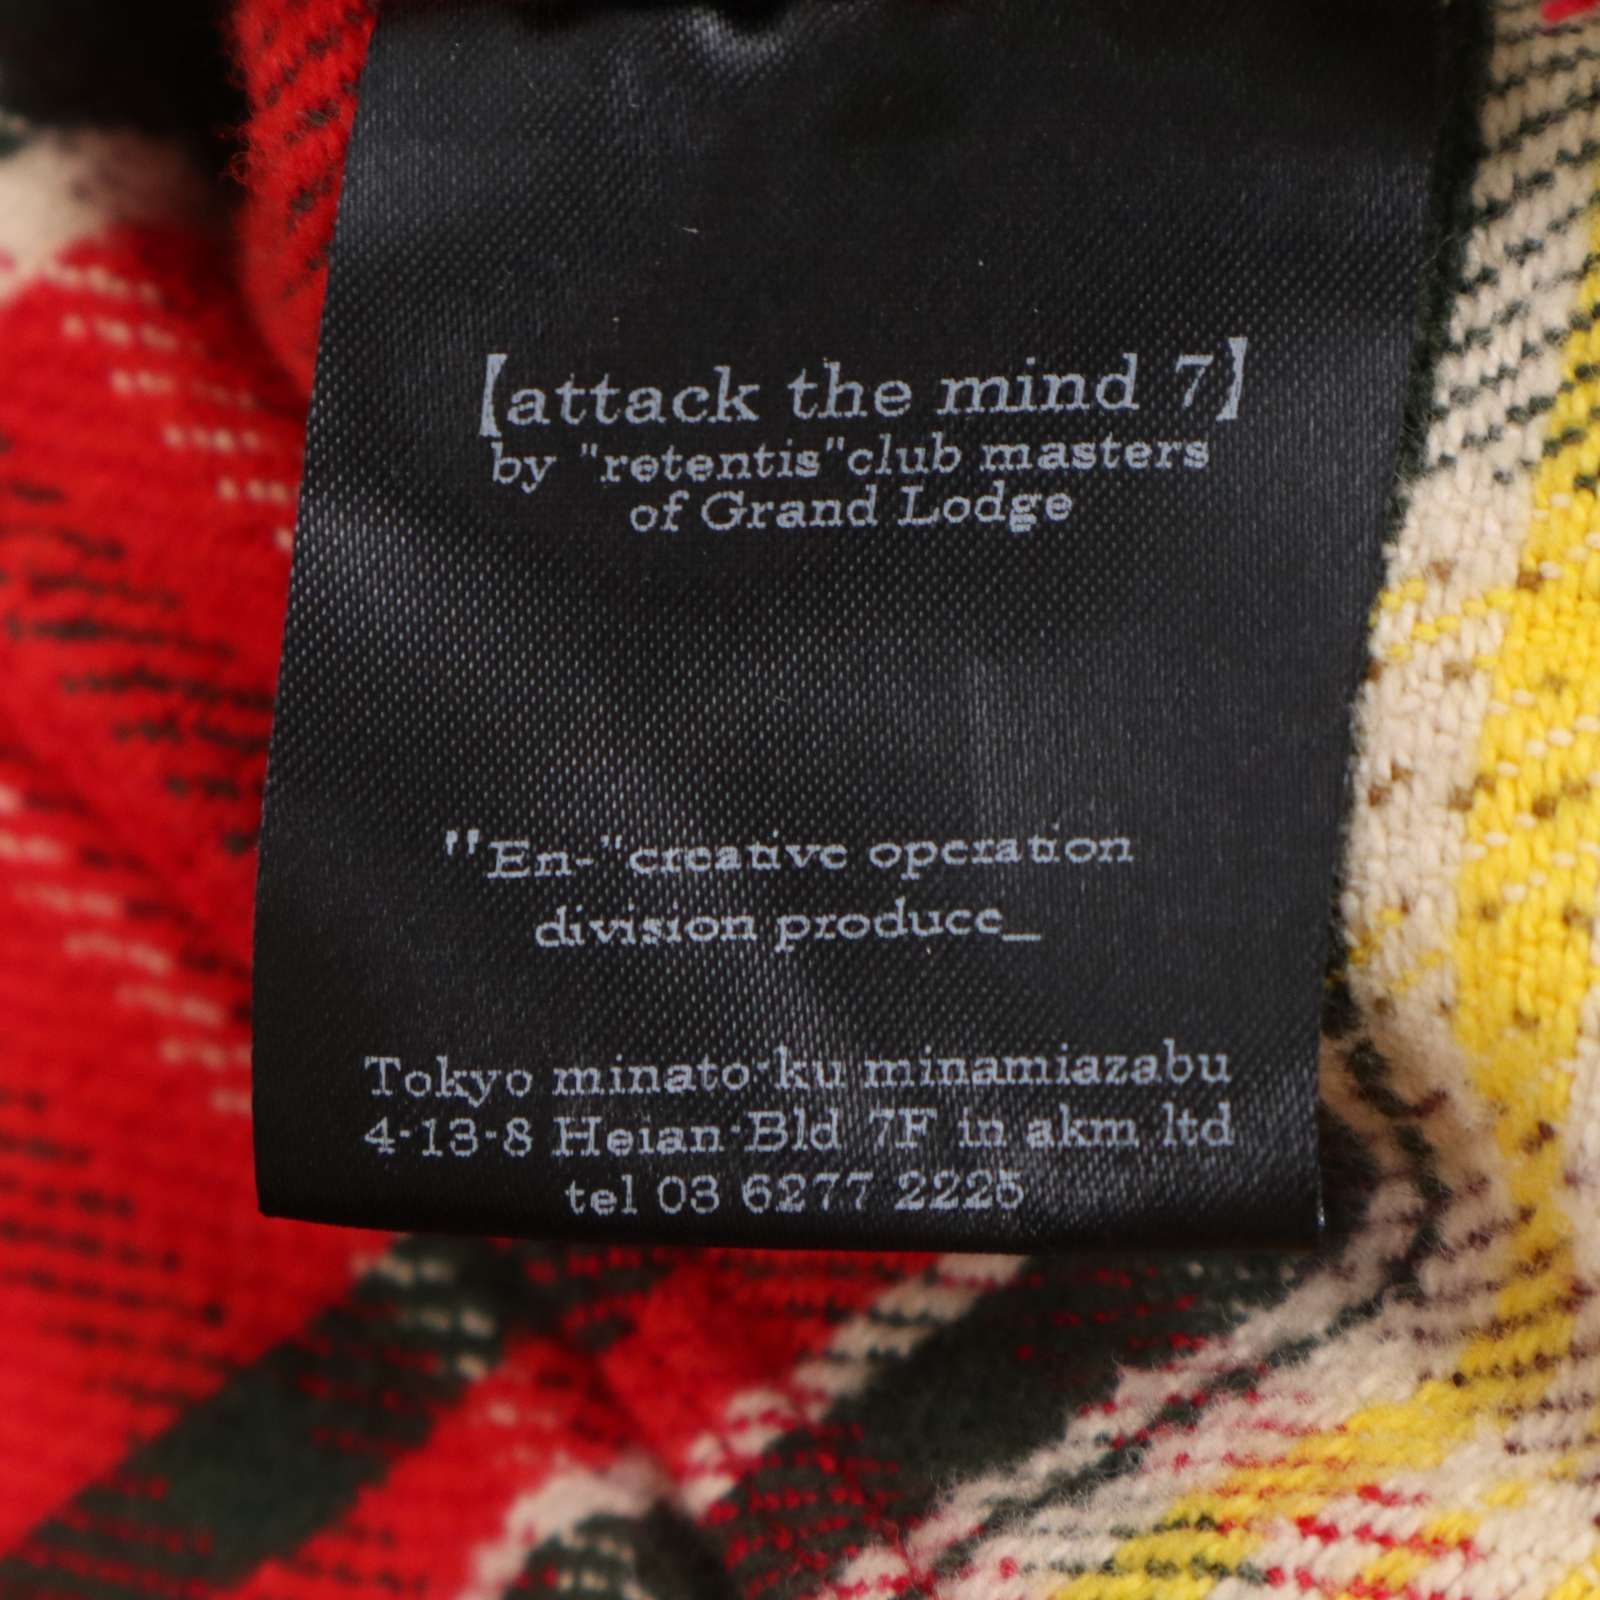 【attack the mind 7】
by "retentis"club masters
of Grand Lodge
"En-"creative operation
division produce_
Tokyo minato-ku minamiazabu
4-13-8 Heian-Bld 7F in akm ltd
tel 03 6277 2225